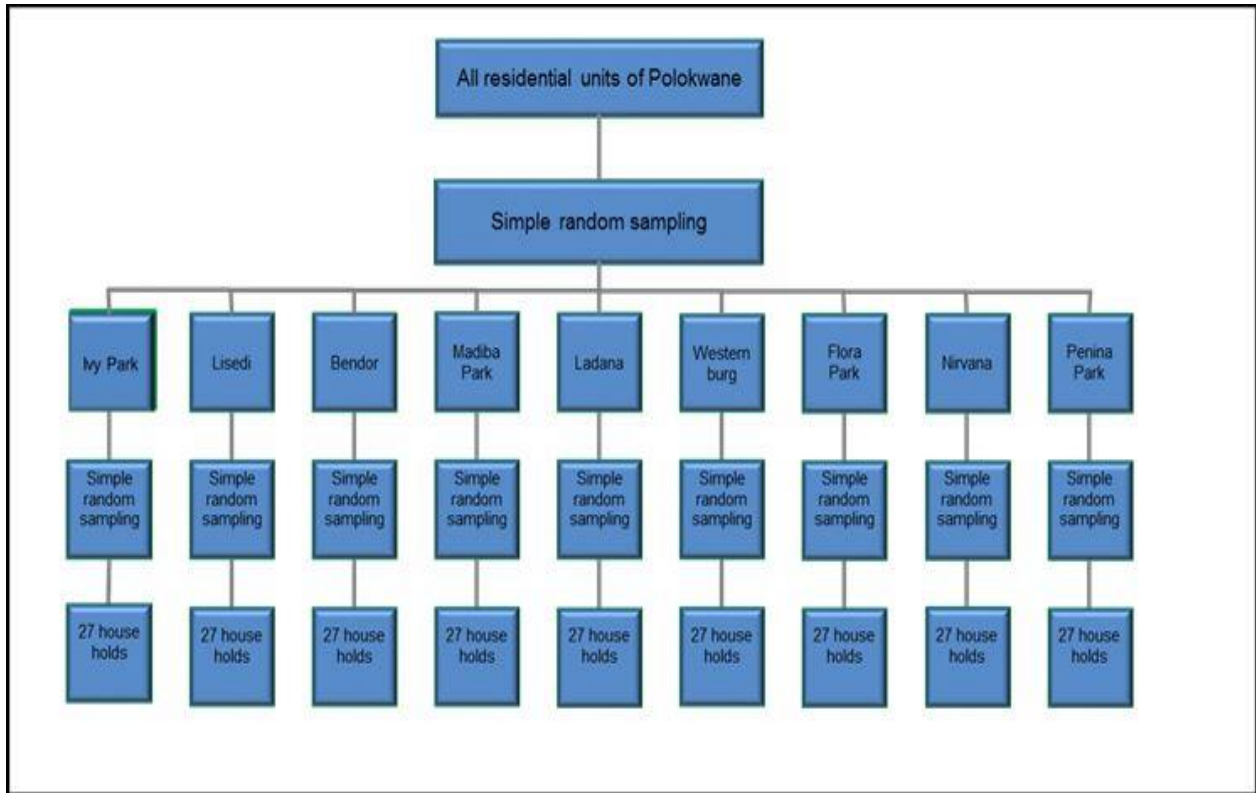 All residential units of Polokwane
Simple random sampling
Ivy Park
Lisedi
Bendor
Madiba
Park
Ladana
Western
burg
Flora
Park
Nirvana
Penina
Park
Simple
random
sampling
Simple
random
sampling
Simple
random
sampling
Simple
random
sampling
Simple
random
sampling
Simple
random
sampling
Simple
random
sampling
Simple
random
sampling
Simple
random
sampling
27 house
holds
27 house
holds
27 house
holds
27 house
holds
27 house
holds
27 house
holds
27 house
holds
27 house
holds
27 house
holds